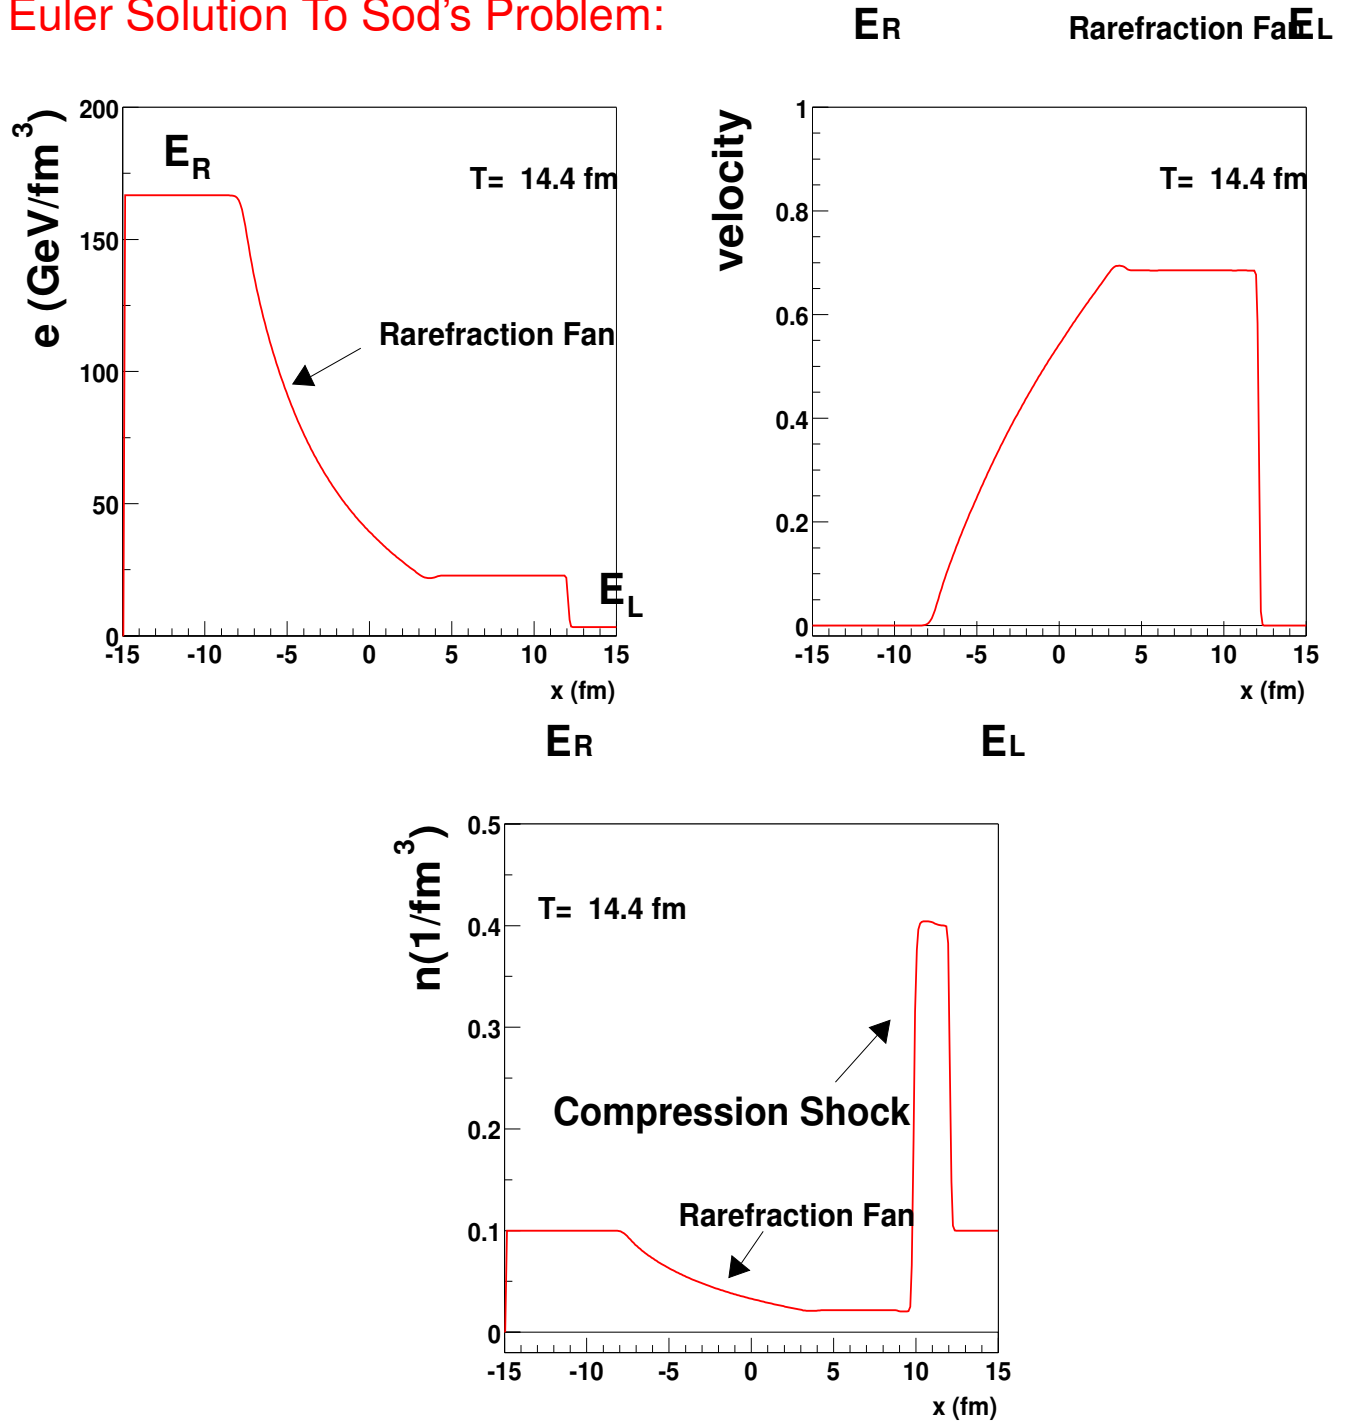 Euler Solution To Sod's Problem:
ER Rarefraction Fan EL
200
150
100
50
0
e (GeV/fm³)
ER
T= 14.4 fm
Rarefraction Fan
EL
-15 -10 -5 0 5 10 15
x (fm)
1
0.8
0.6
0.4
0.2
0
velocity
T= 14.4 fm
-15 -10 -5 0 5 10 15
x (fm)
ER EL
0.5
0.4
0.3
0.2
0.1
0
n(1/fm³)
T= 14.4 fm
Compression Shock
Rarefraction Fan
-15 -10 -5 0 5 10 15
x (fm)